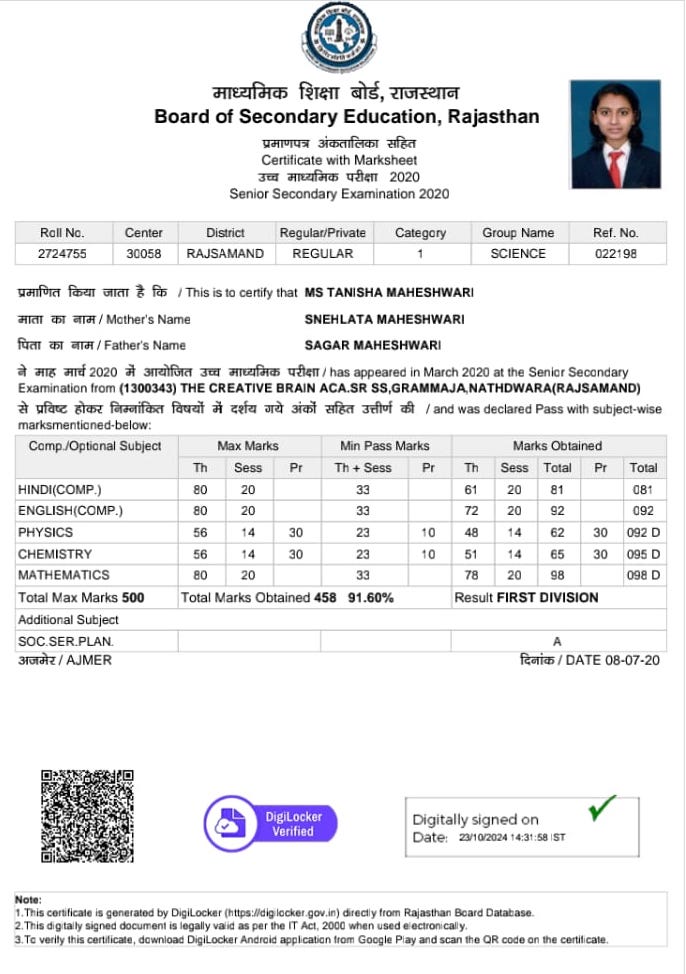 माध्यमिक शिक्षा बोर्ड, राजस्थान
Board of Secondary Education, Rajasthan
प्रमाणपत्र अंकतालिका सहित
Certificate with Marksheet
उच्च माध्यमिक परीक्षा 2020
Senior Secondary Examination 2020
Roll No. Center District Regular/Private Category Group Name Ref. No.
2724755 30058 RAJSAMAND REGULAR 1 SCIENCE 022198
प्रमाणित किया जाता है कि / This is to certify that MS TANISHA MAHESHWARI
माता का नाम / Mother's Name SNEHLATA MAHESHWARI
पिता का नाम / Father's Name SAGAR MAHESHWARI
ने माह मार्च 2020 में आयोजित उच्च माध्यमिक परीक्षा / has appeared in March 2020 at the Senior Secondary
Examination from (1300343) THE CREATIVE BRAIN ACA.SR SS,GRAMMAJA,NATHDWARA(RAJSAMAND)
से प्रविष्ट होकर निम्नांकित विषयों में दर्शाये गये अंकों सहित उत्तीर्ण की / and was declared Pass with subject-wise
marksmentioned-below:
Comp./Optional Subject Max Marks Min Pass Marks Marks Obtained
Th Sess Pr Th + Sess Pr Th Sess Total Pr Total
HINDI(COMP.) 80 20 33 61 20 81 081
ENGLISH(COMP.) 80 20 33 72 20 92 092
PHYSICS 56 14 30 23 10 48 14 62 30 092 D
CHEMISTRY 56 14 30 23 10 51 14 65 30 095 D
MATHEMATICS 80 20 33 78 20 98 098 D
Total Max Marks 500 Total Marks Obtained 458 91.60% Result FIRST DIVISION
Additional Subject
SOC.SER.PLAN. A
अजमेर / AJMER दिनांक / DATE 08-07-20
DigiLocker
Verified
Digitally signed on
Date: 23/10/2024 14:31:58 IST
Note:
1.This certificate is generated by DigiLocker (https://digilocker.gov.in) directly from Rajasthan Board Database.
2.This digitally signed document is legally valid as per the IT Act, 2000 when used electronically.
3.To verify this certificate, download DigiLocker Android application from Google Play and scan the QR code on the certificate.